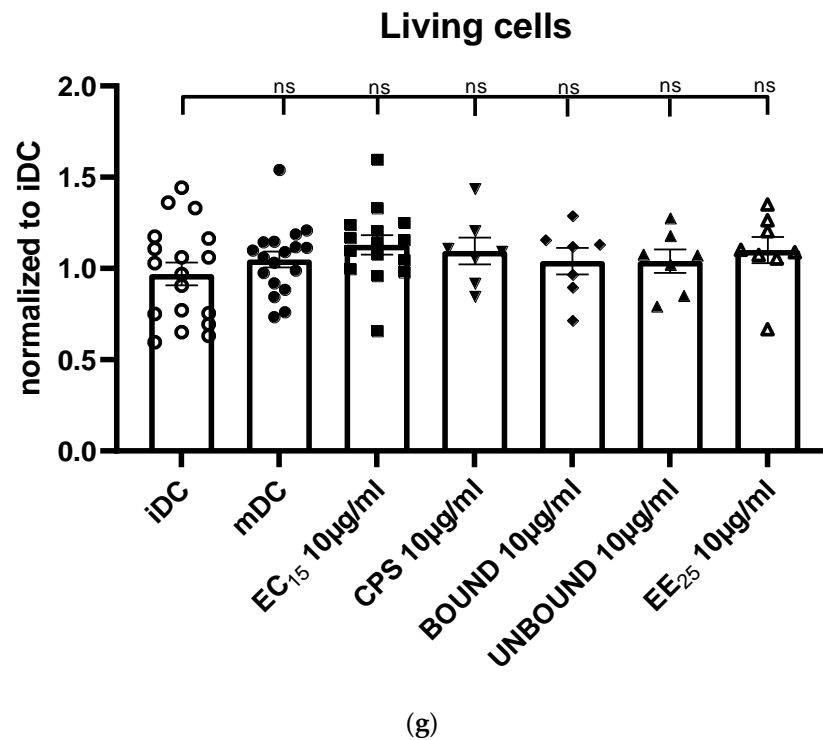 Living cells
normalized to iDC
2.0
1.5
1.0
0.5
0.0
ns ns ns ns ns ns
iDC
mDC
EC₁₅ 10µg/ml
CPS 10µg/ml
BOUND 10µg/ml
UNBOUND 10µg/ml
EE₂₅ 10µg/ml
(g)